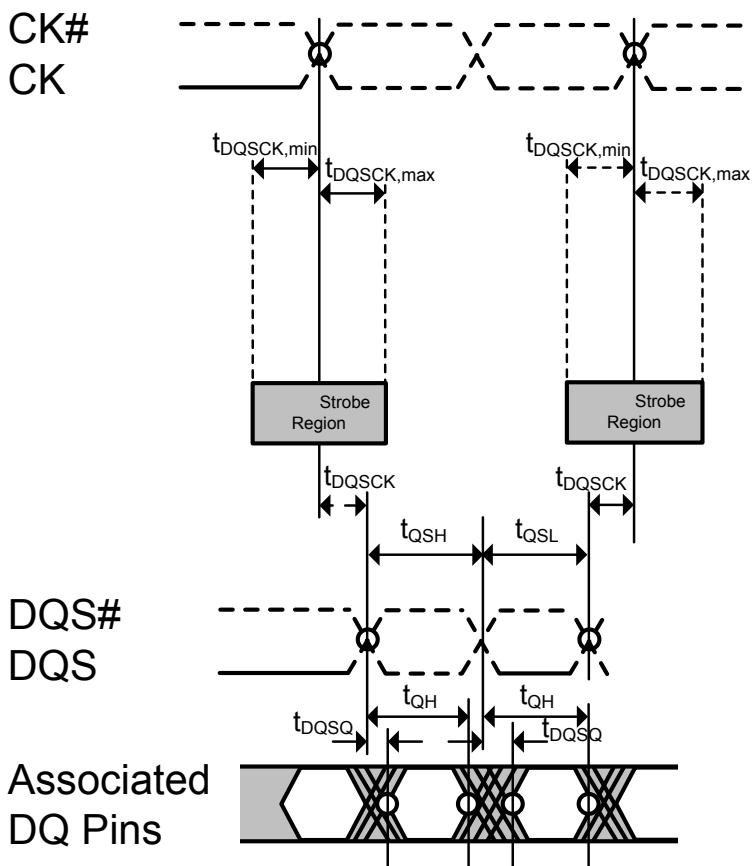 CK#
CK
tDQSCK,min
tDQSCK,max
tDQSCK,min
tDQSCK,max
Strobe
Region
Strobe
Region
tDQSCK
tDQSCK
tQSH
tQSL
DQS#
DQS
tQH
tQH
tDQSQ
tDQSQ
Associated
DQ Pins